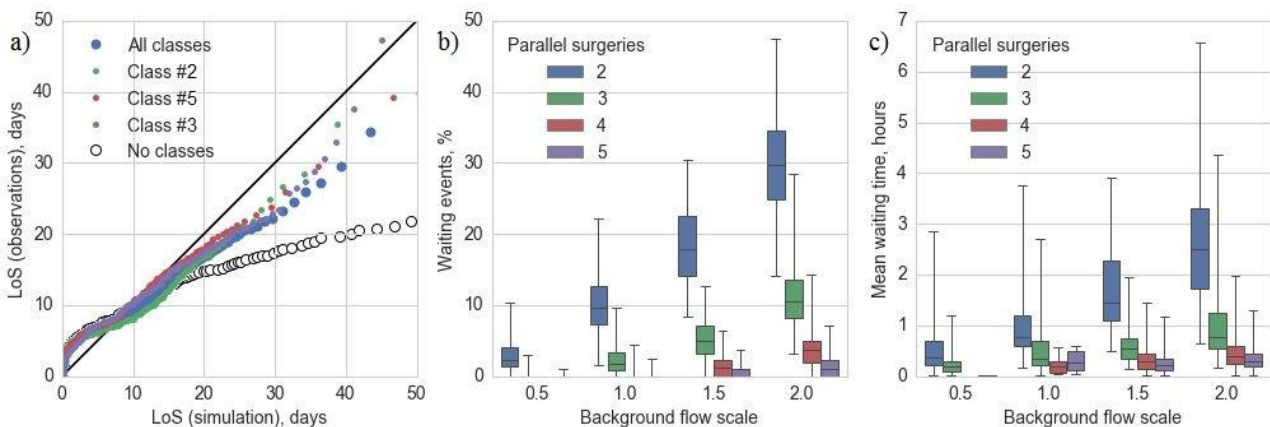 a)
LoS (observations), days
50
40
30
20
10
0
All classes
Class #2
Class #5
Class #3
No classes
0 10 20 30 40 50
LoS (simulation), days
b)
Waiting events, %
50
40
30
20
10
0
Parallel surgeries
2
3
4
5
0.5 1.0 1.5 2.0
Background flow scale
c)
Mean waiting time, hours
7
6
5
4
3
2
1
0
Parallel surgeries
2
3
4
5
0.5 1.0 1.5 2.0
Background flow scale